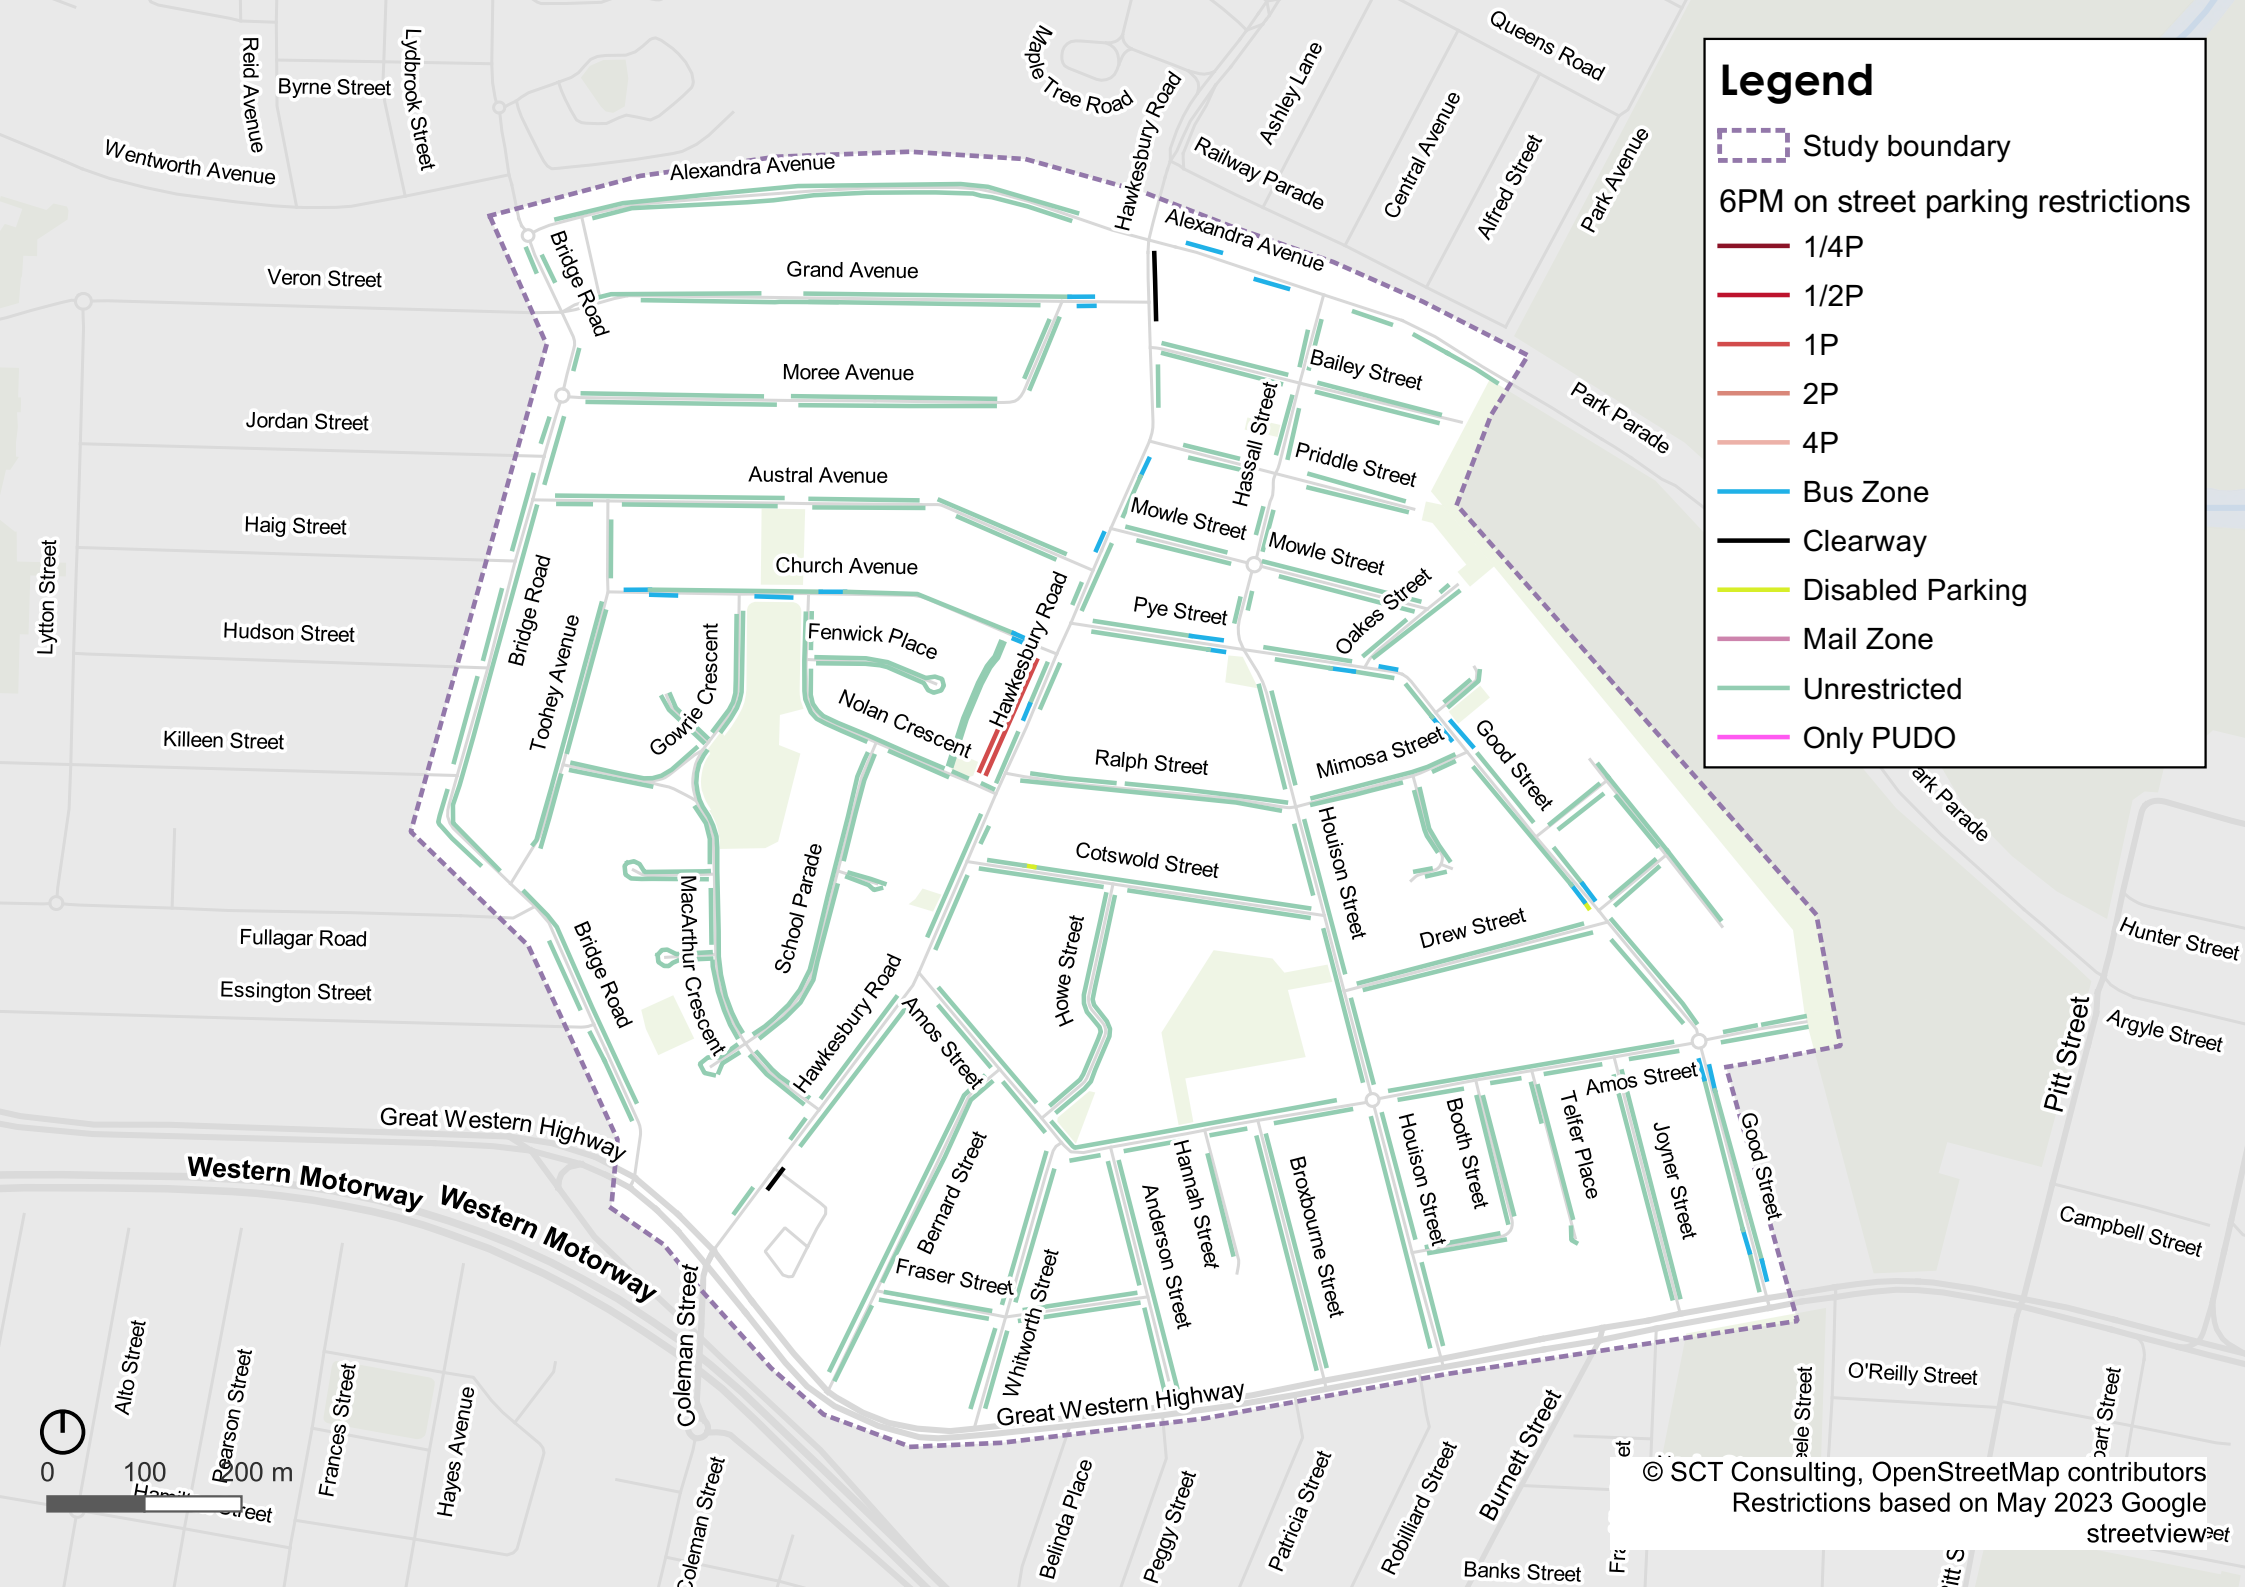 Queens Road
Maple Tree Road
Reid Avenue
Lydbrook Street
Byrne Street
Ashley Lane
Hawkesbury Road
Central Avenue
Wentworth Avenue
Railway Parade
Alfred Street
Park Avenue
Alexandra Avenue
Alexandra Avenue
Bridge Road
Veron Street
Grand Avenue
Moree Avenue
Bailey Street
Park Parade
Jordan Street
Hassall Street
Priddle Street
Austral Avenue
Mowle Street
Mowle Street
Haig Street
Church Avenue
Oakes Street
Lytton Street
Bridge Road
Hawkesbury Road
Pye Street
Hudson Street
Toohey Avenue
Gowrie Crescent
Fenwick Place
Nolan Crescent
Killeen Street
Ralph Street
Mimosa Street
Good Street
ark Parade
Cotswold Street
Houison Street
School Parade
MacArthur Crescent
Howe Street
Drew Street
Fullagar Road
Bridge Road
Essington Street
Hawkesbury Road
Amos Street
Hunter Street
Argyle Street
Pitt Street
Great Western Highway
Amos Street
Western Motorway
Western Motorway
Bernard Street
Hannah Street
Anderson Street
Broxbourne Street
Houison Street
Booth Street
Telfer Place
Joyner Street
Good Street
Campbell Street
Fraser Street
Whitworth Street
Coleman Street
Great Western Highway
Alto Street
Pearson Street
Frances Street
Hayes Avenue
Coleman Street
Belinda Place
Peggy Street
Patricia Street
Robilliard Street
Burnett Street
Banks Street
O'Reilly Street
Legend
Study boundary
6PM on street parking restrictions
1/4P
1/2P
1P
2P
4P
Bus Zone
Clearway
Disabled Parking
Mail Zone
Unrestricted
Only PUDO
0 100 200 m
© SCT Consulting, OpenStreetMap contributors
Restrictions based on May 2023 Google
streetview